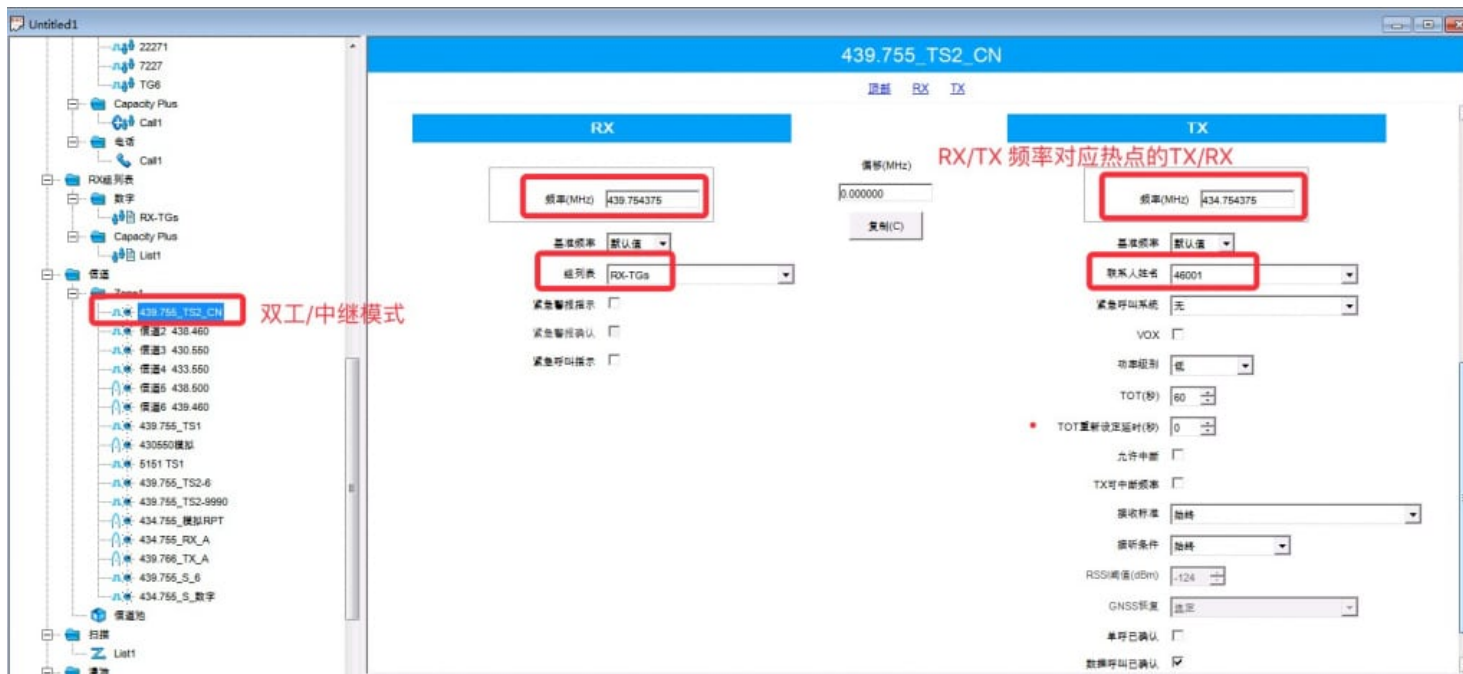 Untitled1
22271
7227
TG6
Capacity Plus
Call1
电话
Call1
RX组列表
数字
RX-TGs
Capacity Plus
List1
信道
Zone1
439.755_TS2_CN
信道2 438.460
信道3 430.550
信道4 433.550
信道5 438.500
信道6 439.460
439.755_TS1
430550模拟
5151 TS1
439.755_TS2-6
439.755_TS2-9990
434.755_模拟RPT
434.755_RX_A
439.766_TX_A
439.755_S_6
434.755_S_数字
信道池
扫描
List1
漫游
双工/中继模式
439.755_TS2_CN
顶部 RX TX
RX
频率(MHz) 439.754375
基准频率 默认值
组列表 RX-TGs
紧急警报指示
紧急警报确认
紧急呼叫指示
偏移(MHz)
0.000000
复制(C)
RX/TX 频率对应热点的TX/RX
TX
频率(MHz) 434.754375
基准频率 默认值
联系人姓名 46001
紧急呼叫系统 无
VOX
功率级别 低
TOT(秒) 60
TOT重新设定延时(秒) 0
允许中断
TX可中断频率
接收标准 始终
接听条件 始终
RSSI阈值(dBm) -124
GNSS恢复 选定
单呼已确认
数据呼叫已确认